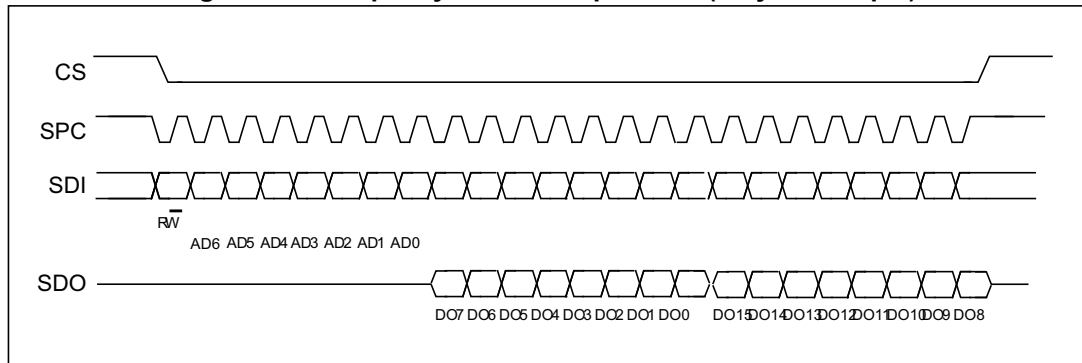 CS
SPC
SDI
RW
AD6 AD5 AD4 AD3 AD2 AD1 AD0
SDO
DO7 DO6 DO5 DO4 DO3 DO2 DO1 DO0 DO15 DO14 DO13 DO12 DO11 DO10 DO9 DO8